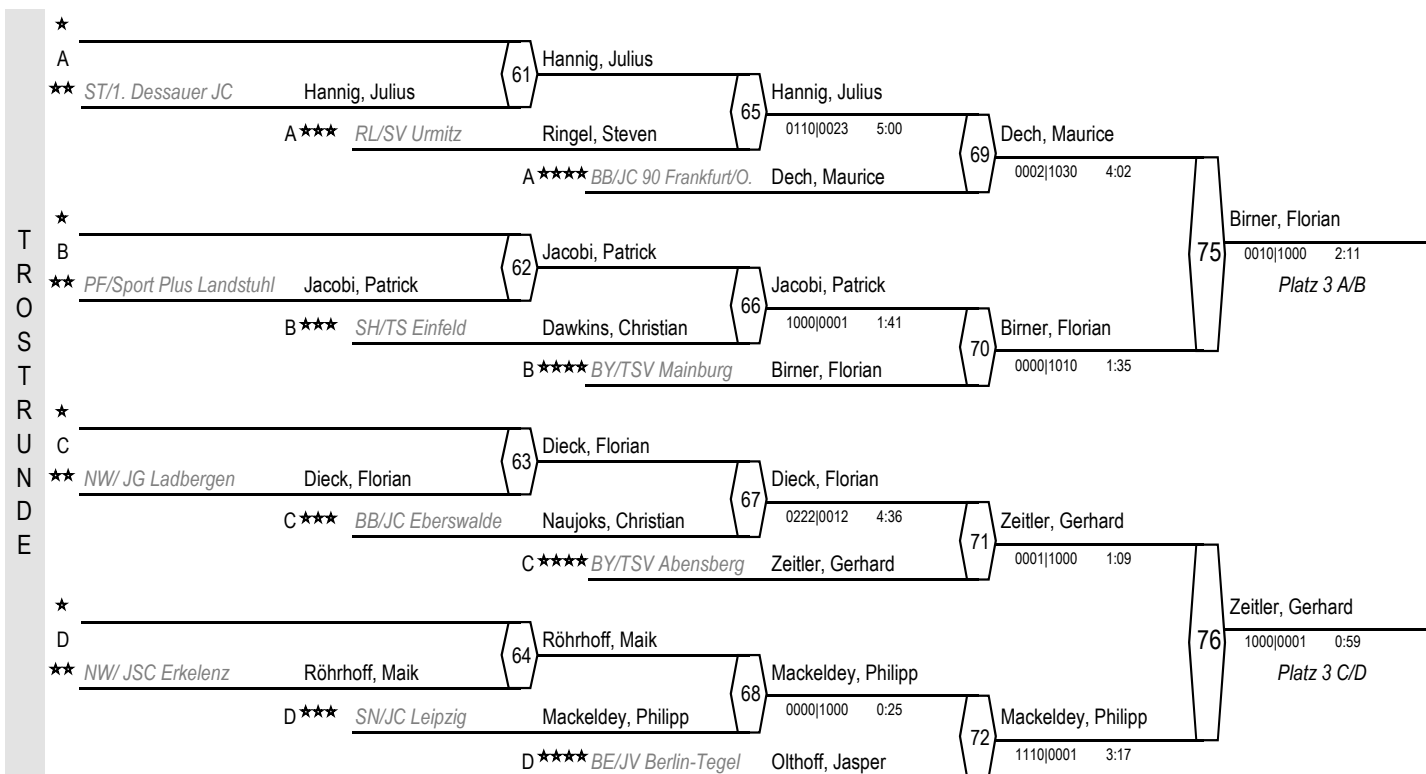 TROSTRUNDE
A
Hannig, Julius
61
ST/1. Dessauer JC Hannig, Julius
Hannig, Julius
65
A RL/SV Urmitz Ringel, Steven
0110|0023 5:00
Dech, Maurice
69
0002|1030 4:02
A BB/JC 90 Frankfurt/O. Dech, Maurice
B
Jacobi, Patrick
62
PF/Sport Plus Landstuhl Jacobi, Patrick
Jacobi, Patrick
66
B SH/TS Einfeld Dawkins, Christian
1000|0001 1:41
Birner, Florian
70
0000|1010 1:35
B BY/TSV Mainburg Birner, Florian
75
Birner, Florian
0010|1000 2:11
Platz 3 A/B
C
Dieck, Florian
63
NW/ JG Ladbergen Dieck, Florian
Dieck, Florian
67
C BB/JC Eberswalde Naujoks, Christian
0222|0012 4:36
Zeitler, Gerhard
71
0001|1000 1:09
C BY/TSV Abensberg Zeitler, Gerhard
D
Röhrhoff, Maik
64
NW/ JSC Erkelenz Röhrhoff, Maik
Mackeldey, Philipp
68
D SN/JC Leipzig Mackeldey, Philipp
0000|1000 0:25
Mackeldey, Philipp
72
1110|0001 3:17
D BE/JV Berlin-Tegel Olthoff, Jasper
76
Zeitler, Gerhard
1000|0001 0:59
Platz 3 C/D